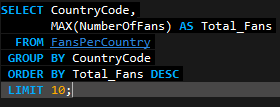 SELECT CountryCode,
MAX(NumberOfFans) AS Total_Fans
FROM FansPerCountry
GROUP BY CountryCode
ORDER BY Total_Fans DESC
LIMIT 10;